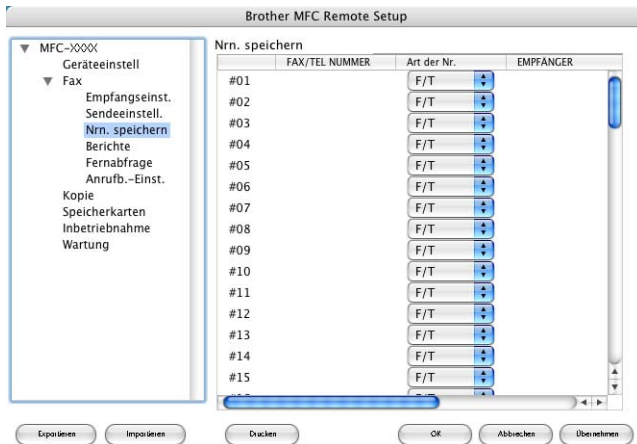 Brother MFC Remote Setup
MFC-XXXX
Geräteeinstell
Fax
Empfangseinst.
Sendeeinstell.
Nrn. speichern
Berichte
Fernabfrage
Anrufb.-Einst.
Kopie
Speicherkarten
Inbetriebnahme
Wartung
Nrn. speichern
FAX/TEL NUMMER Art der Nr. EMPFÄNGER
#01 F/T
#02 F/T
#03 F/T
#04 F/T
#05 F/T
#06 F/T
#07 F/T
#08 F/T
#09 F/T
#10 F/T
#11 F/T
#12 F/T
#13 F/T
#14 F/T
#15 F/T
Exportieren Importieren Drucken OK Abbrechen Übernehmen